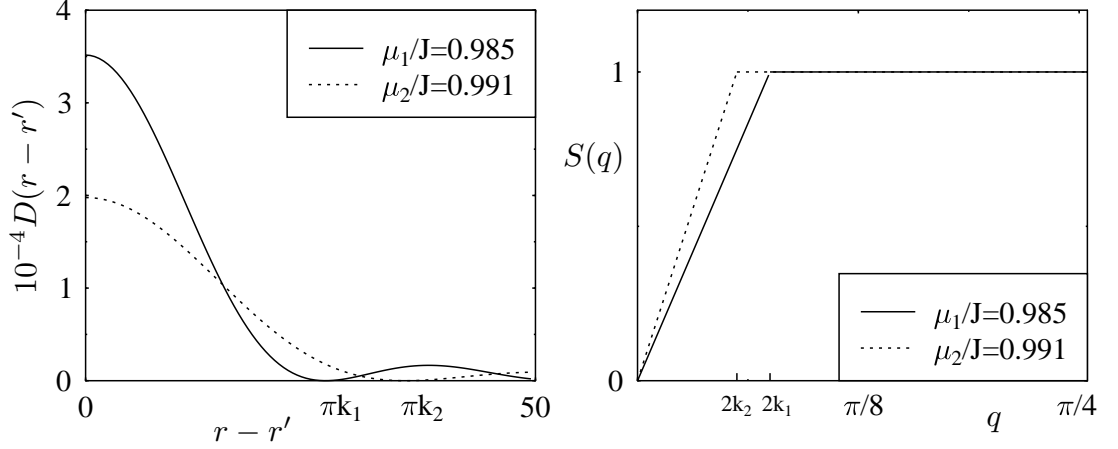 4
3
2
1
0
10⁻⁴D(r − r′)
μ₁/J=0.985
μ₂/J=0.991
0
πk₁
πk₂
50
r − r′
1
S(q)
0
μ₁/J=0.985
μ₂/J=0.991
2k₂
2k₁
π/8
q
π/4